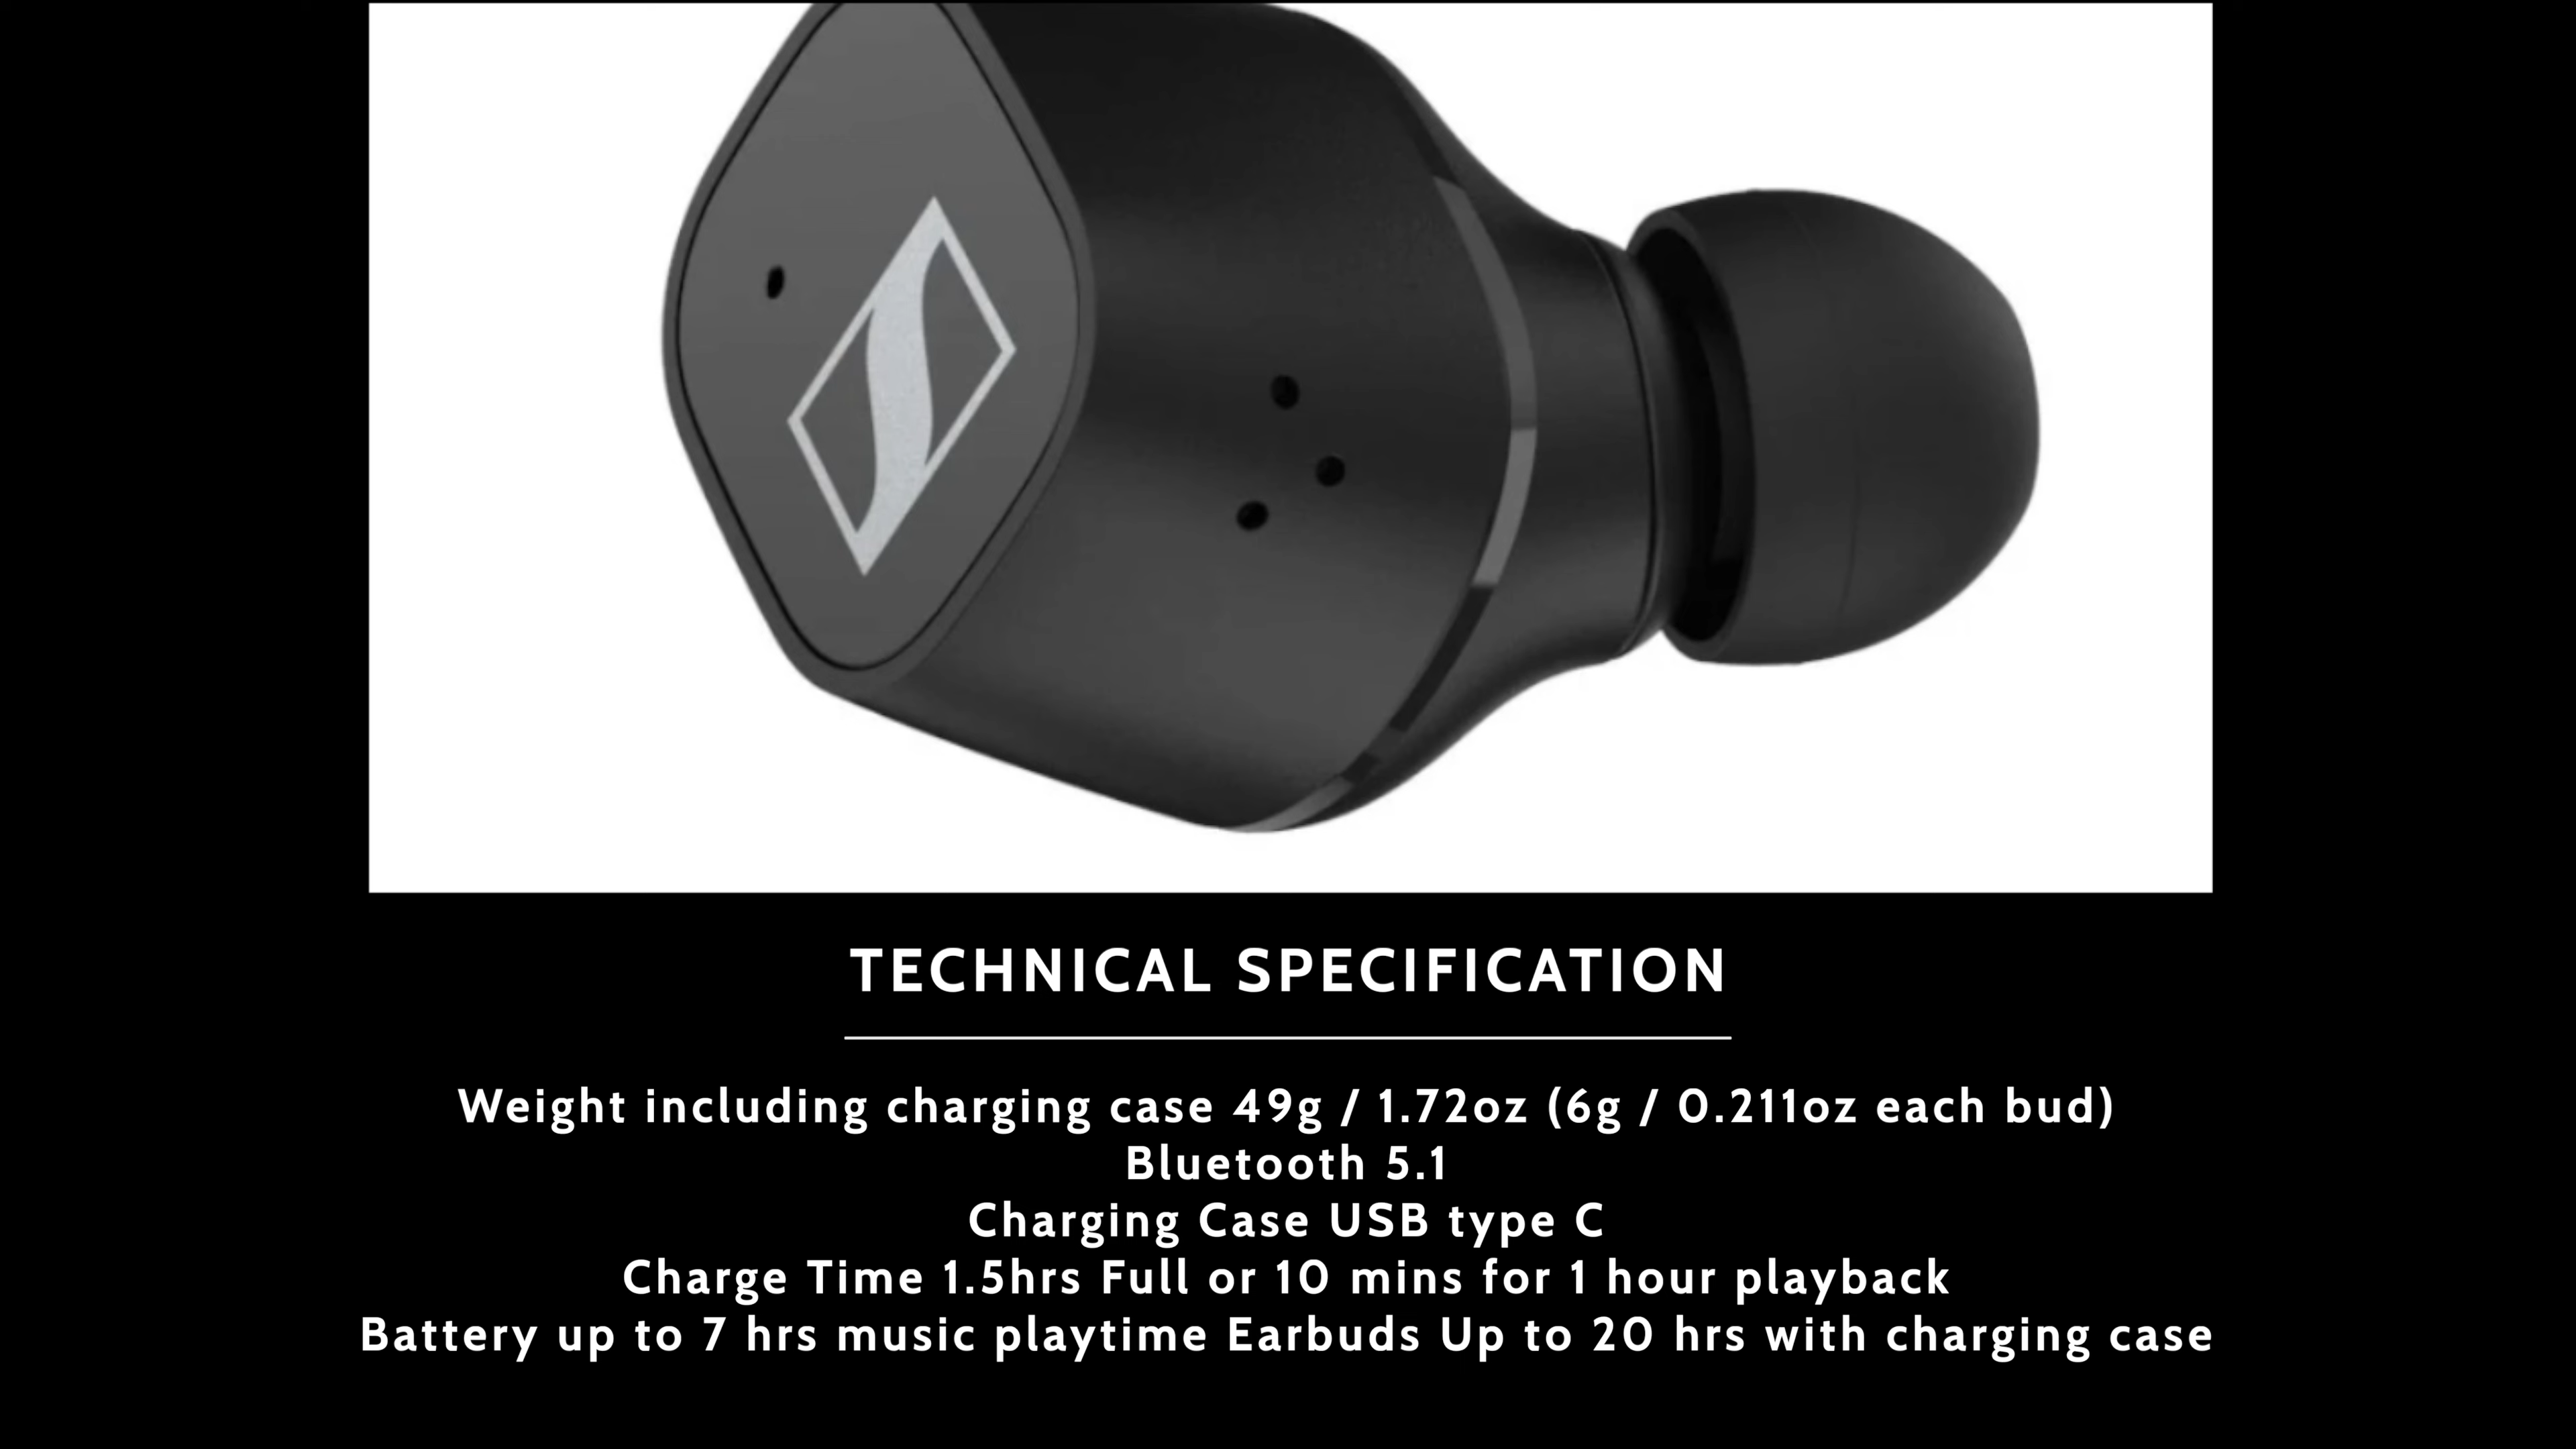 TECHNICAL SPECIFICATION
Weight including charging case 49g / 1.72oz (6g / 0.211oz each bud)
Bluetooth 5.1
Charging Case USB type C
Charge Time 1.5hrs Full or 10 mins for 1 hour playback
Battery up to 7 hrs music playtime Earbuds Up to 20 hrs with charging case